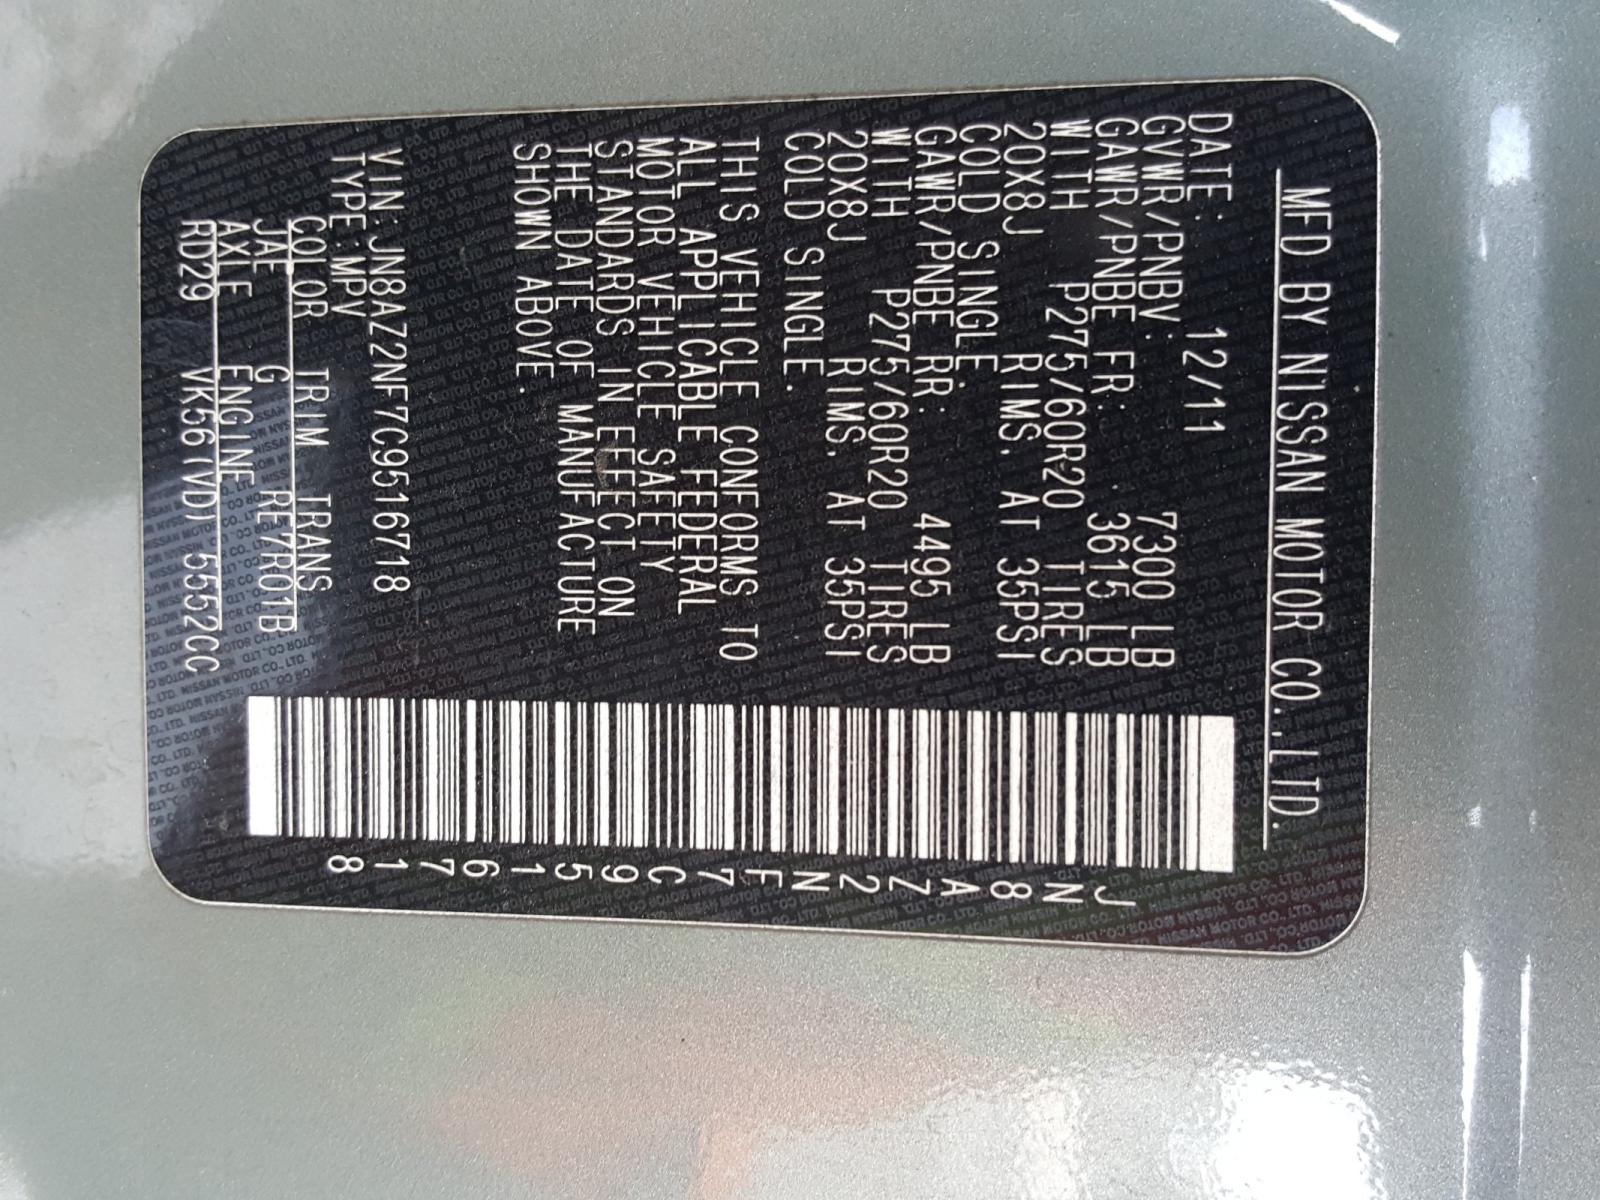 MFD BY NISSAN MOTOR CO.,LTD.
DATE: 12/11
GVWR/PNBV: 7300 LB
GAWR/PNBE FR: 3615 LB
WITH P275/60R20 TIRES
20X8J RIMS. AT 35PSI
COLD SINGLE.
GAWR/PNBE RR: 4495 LB
WITH P275/60R20 TIRES
20X8J RIMS. AT 35PSI
COLD SINGLE.
THIS VEHICLE CONFORMS TO
ALL APPLICABLE FEDERAL
MOTOR VEHICLE SAFETY
STANDARDS IN EFFECT ON
THE DATE OF MANUFACTURE
SHOWN ABOVE.
VIN:JN8AZ2NF7C9516718
TYPE:MPV
COLOR TRIM TRANS
JAE G RE7R01B
AXLE ENGINE
RD29 VK56(VD) 5552CC
JN8AZ2NF7C9516718